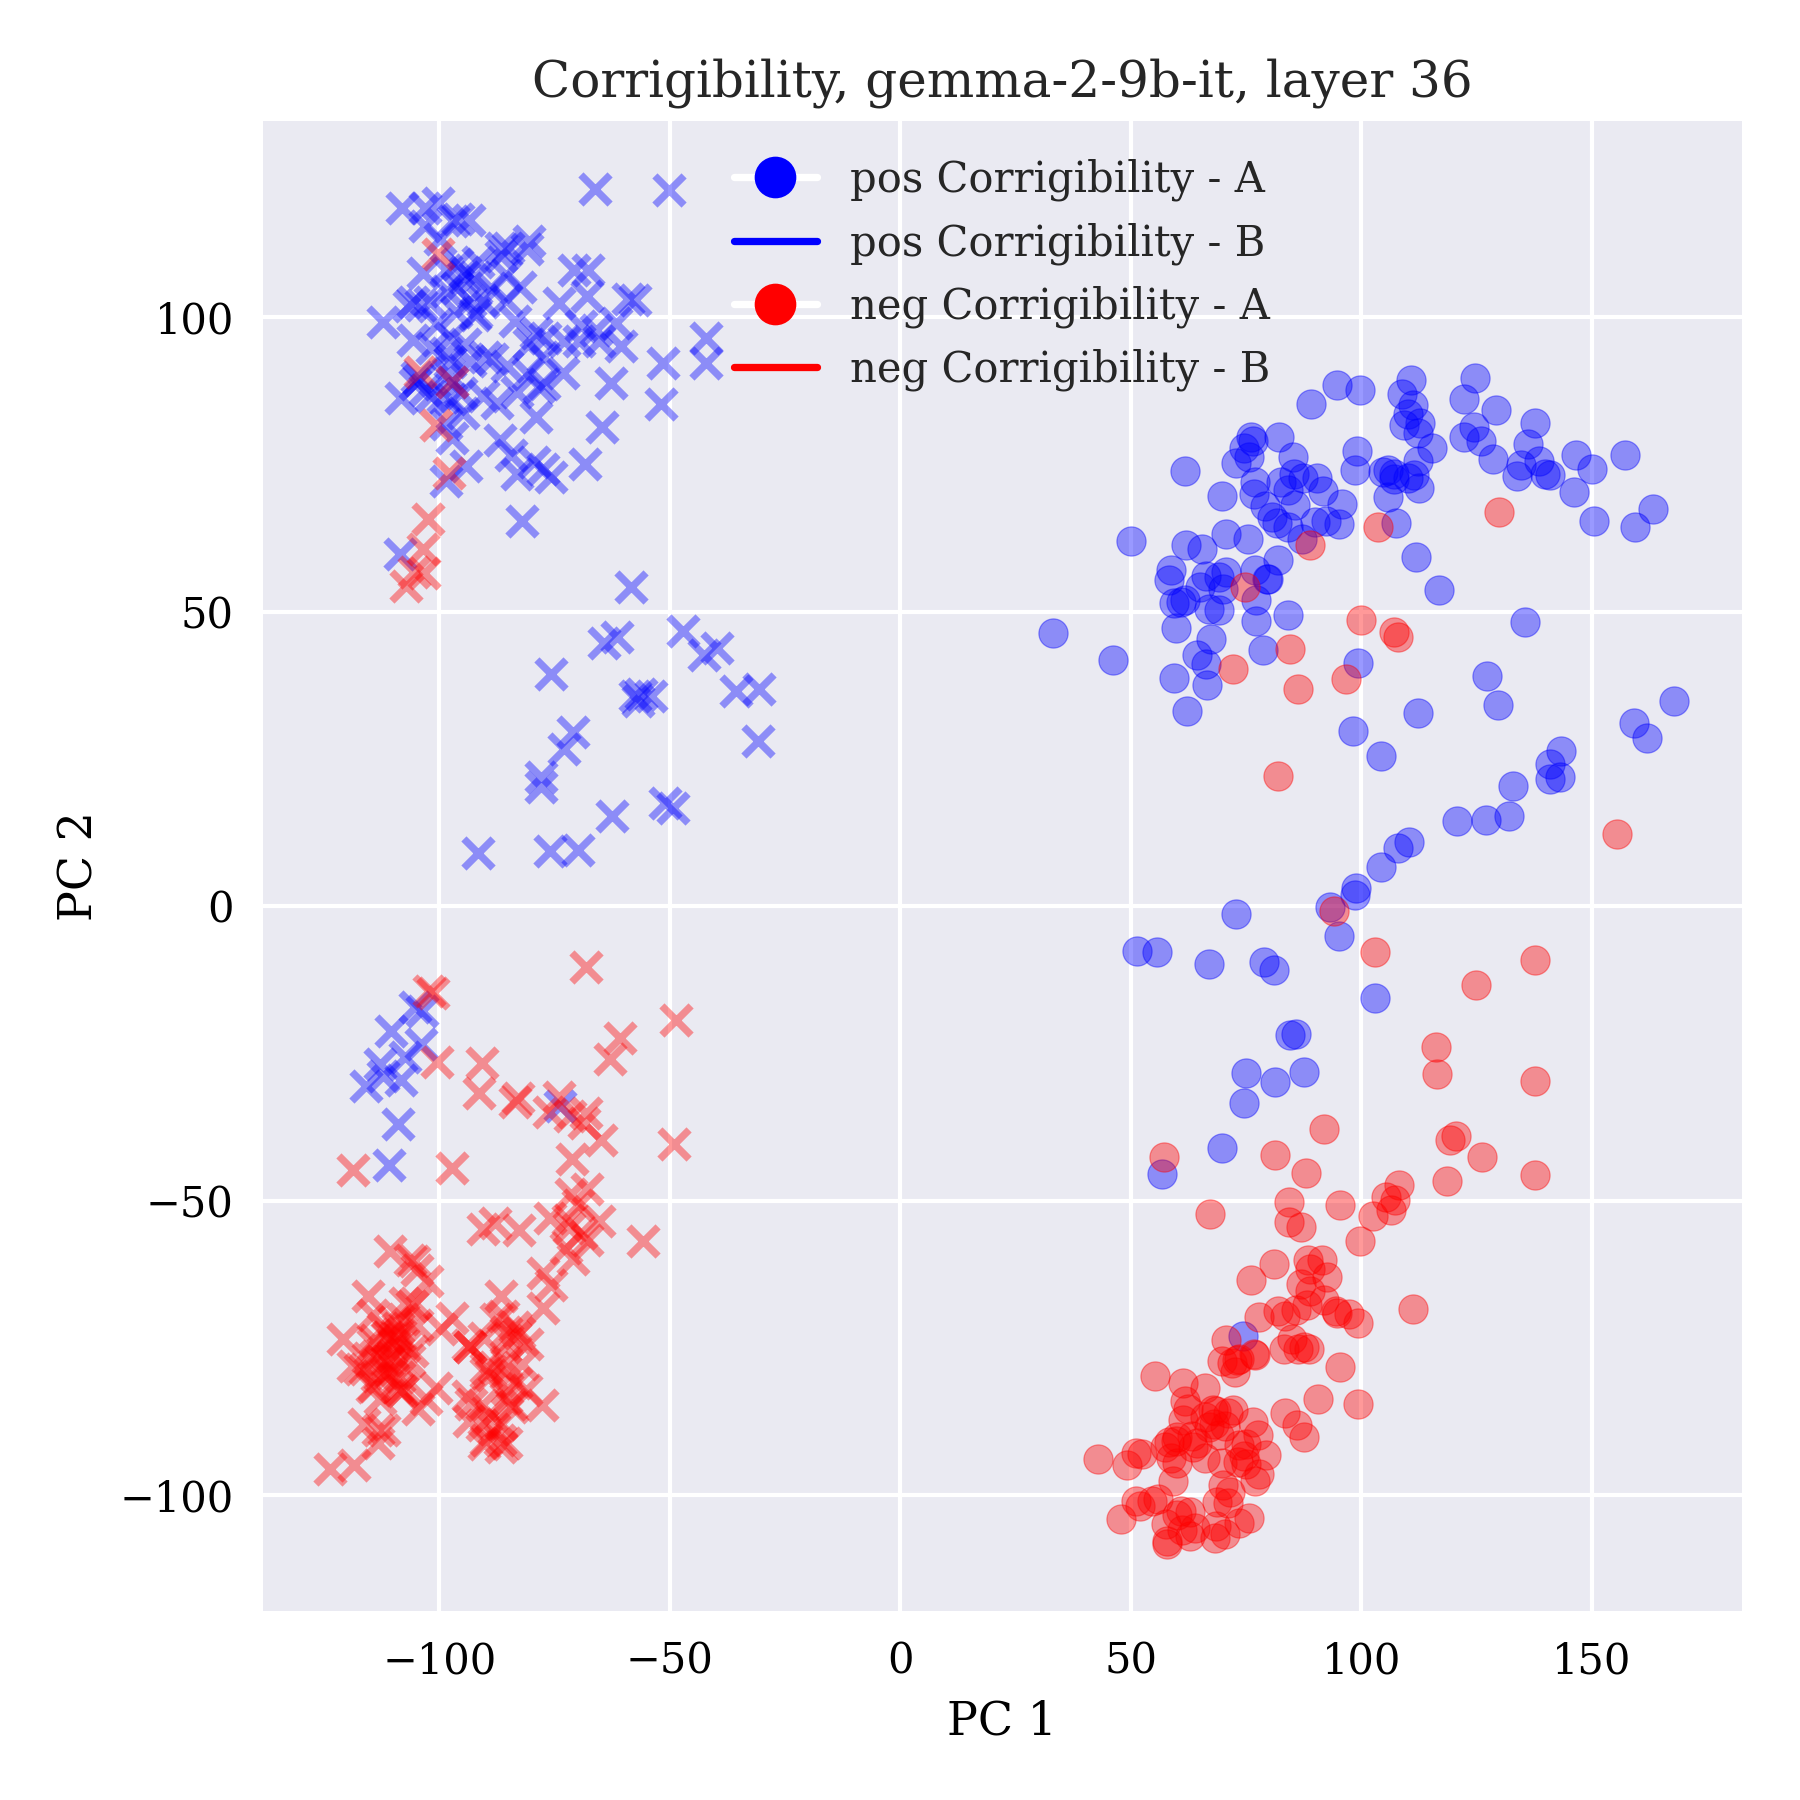 Corrigibility, gemma-2-9b-it, layer 36
pos Corrigibility - A
pos Corrigibility - B
neg Corrigibility - A
neg Corrigibility - B
100
50
0
−50
−100
PC 2
−100 −50 0 50 100 150
PC 1